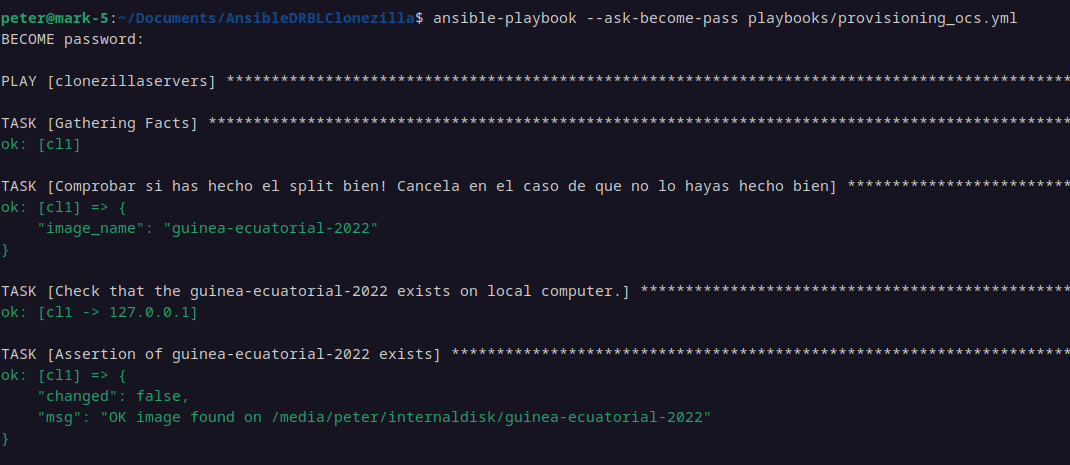 peter@mark-5:~/Documents/AnsibleDRBLClonezilla$ ansible-playbook --ask-become-pass playbooks/provisioning_ocs.yml
BECOME password:
PLAY [clonezillaservers] *********************************************************************************************
TASK [Gathering Facts] ***********************************************************************************************
ok: [cl1]
TASK [Comprobar si has hecho el split bien! Cancela en el caso de que no lo hayas hecho bien] *************************
ok: [cl1] => {
    "image_name": "guinea-ecuatorial-2022"
}
TASK [Check that the guinea-ecuatorial-2022 exists on local computer.] ************************************************
ok: [cl1 -> 127.0.0.1]
TASK [Assertion of guinea-ecuatorial-2022 exists] *********************************************************************
ok: [cl1] => {
    "changed": false,
    "msg": "OK image found on /media/peter/internaldisk/guinea-ecuatorial-2022"
}